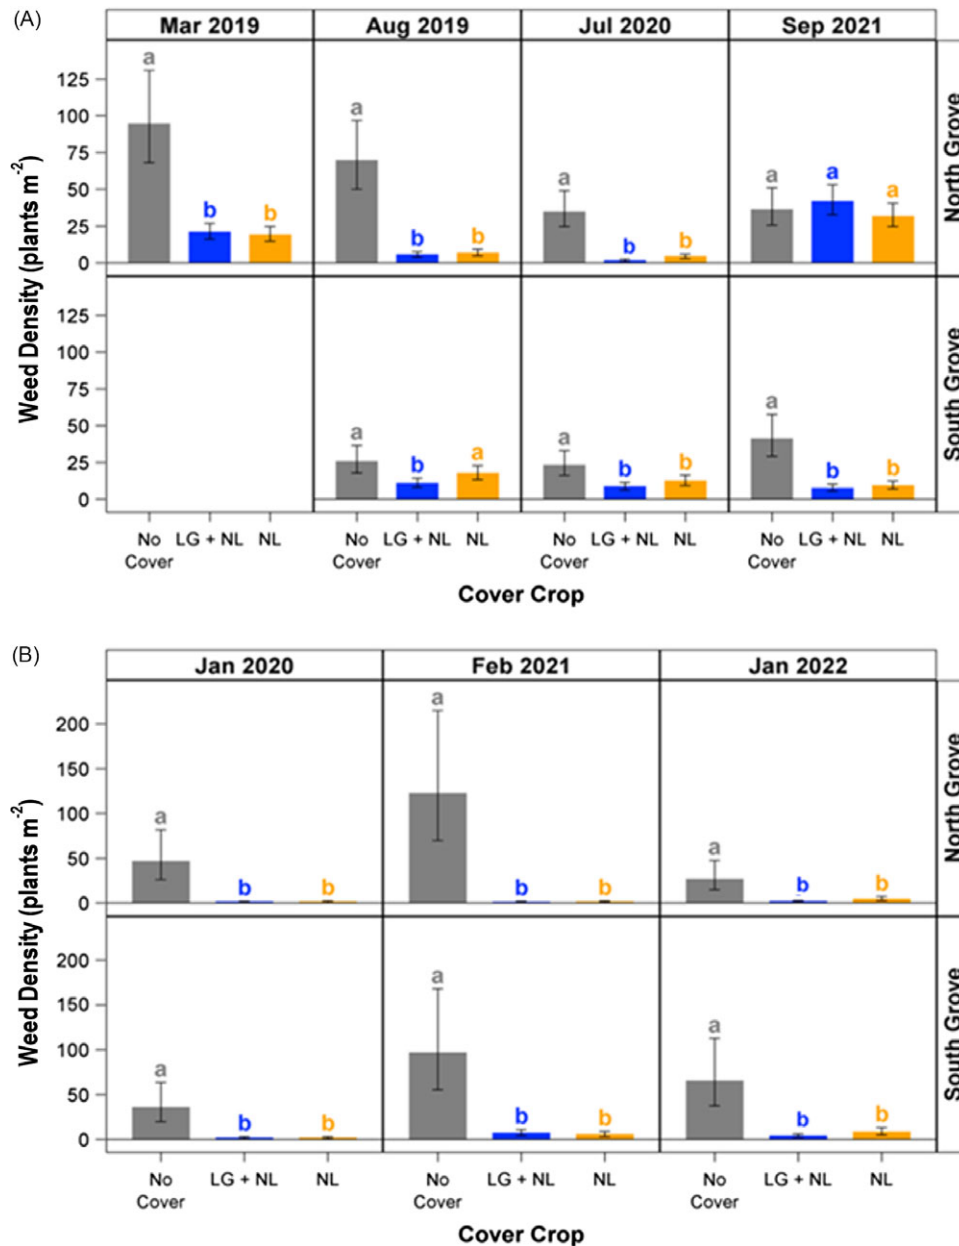 (A)
Mar 2019 Aug 2019 Jul 2020 Sep 2021
Weed Density (plants m⁻²)
125
100
75
50
25
0
a b b
a b b
a b b
a a a
North Grove
125
100
75
50
25
0
a b a
a b b
a b b
South Grove
No Cover LG + NL NL
No Cover LG + NL NL
No Cover LG + NL NL
No Cover LG + NL NL
Cover Crop
(B)
Jan 2020 Feb 2021 Jan 2022
Weed Density (plants m⁻²)
200
150
100
50
0
a b b
a b b
a b b
North Grove
200
150
100
50
0
a b b
a b b
a b b
South Grove
No Cover LG + NL NL
No Cover LG + NL NL
No Cover LG + NL NL
Cover Crop